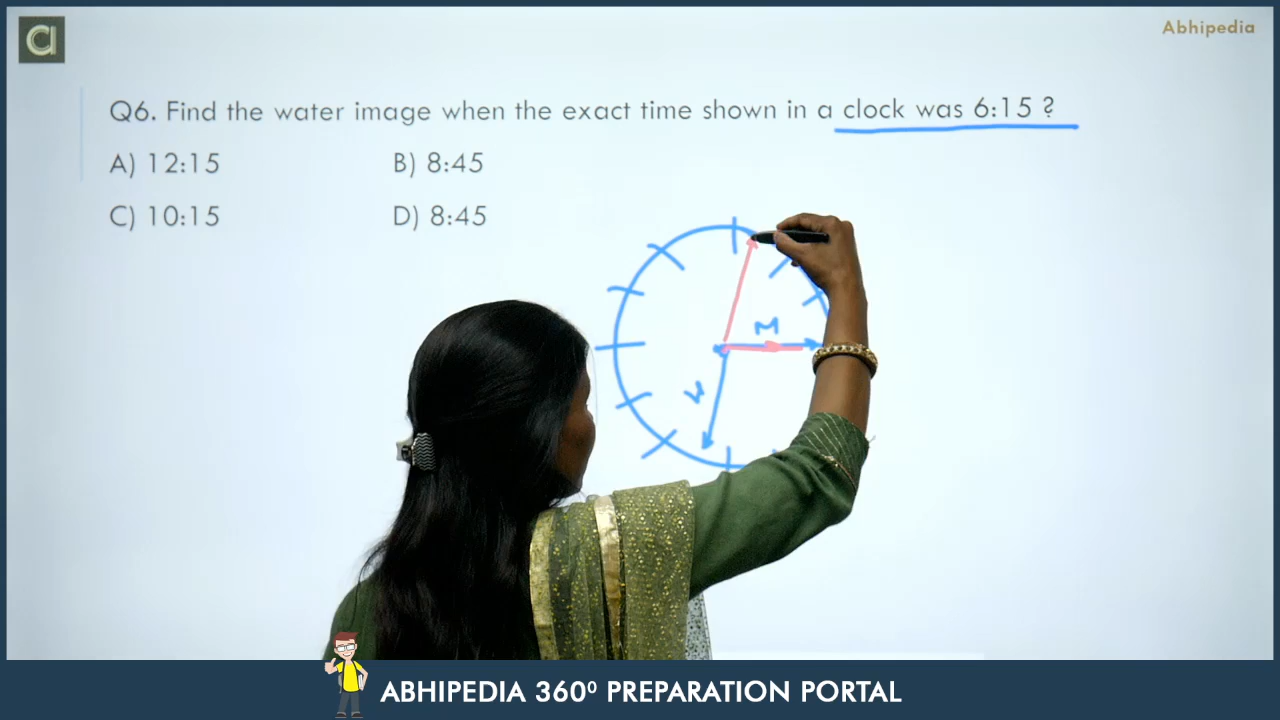 Abhipedia
Q6. Find the water image when the exact time shown in a clock was 6:15 ?
A) 12:15 B) 8:45
C) 10:15 D) 8:45
M
ABHIPEDIA 360⁰ PREPARATION PORTAL